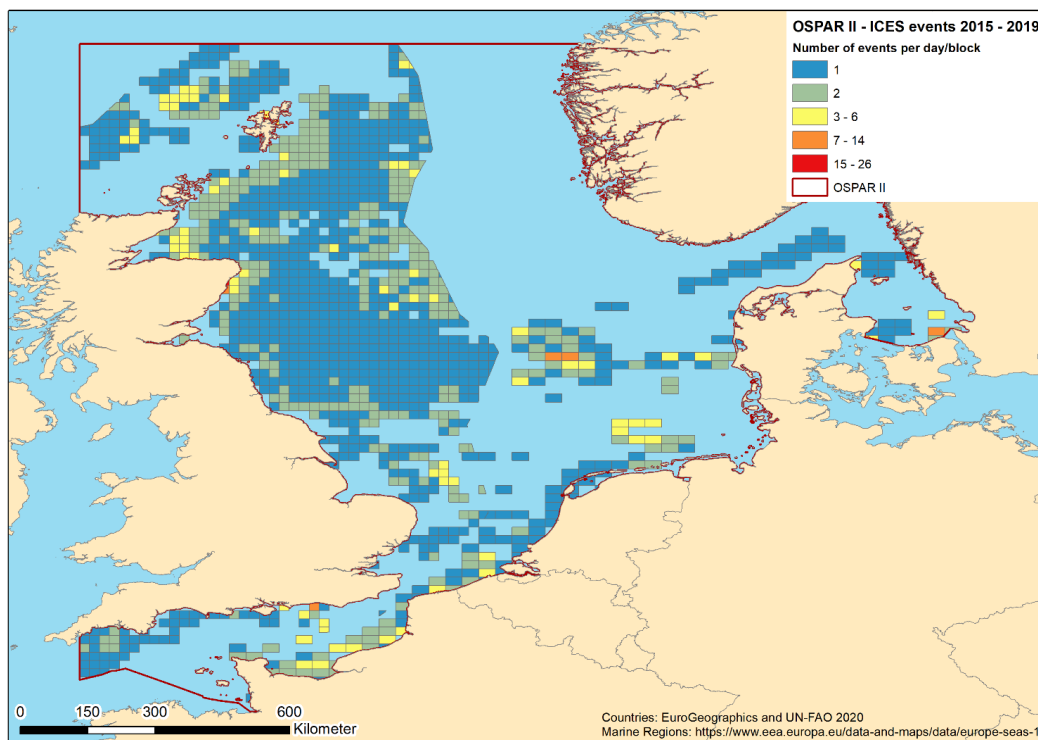 OSPAR II - ICES events 2015 - 2019
Number of events per day/block
1
2
3 - 6
7 - 14
15 - 26
OSPAR II
0 150 300 600
Kilometer
Countries: EuroGeographics and UN-FAO 2020
Marine Regions: https://www.eea.europa.eu/data-and-maps/data/europe-seas-1